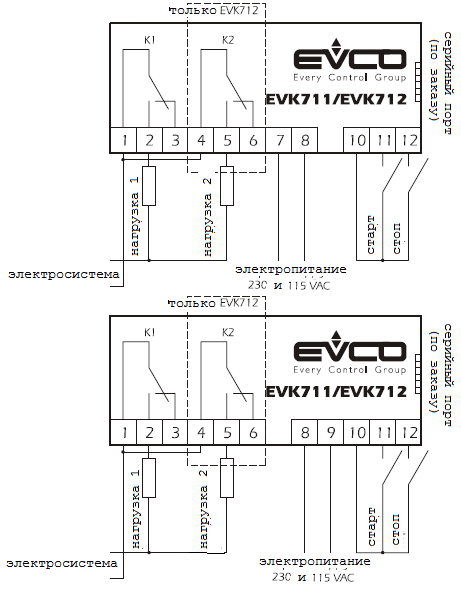 только EVK712
K1
K2
EVCO
Every Control Group
EVK711/EVK712
серийный порт
(по заказу)
1 2 3 4 5 6 7 8 10 11 12
нагрузка 1
нагрузка 2
старт
стоп
электросистема
электропитание
230 и 115 VAC
только EVK712
K1
K2
EVCO
Every Control Group
EVK711/EVK712
серийный порт
(по заказу)
1 2 3 4 5 6 8 9 10 11 12
нагрузка 1
нагрузка 2
старт
стоп
электросистема
электропитание
230 и 115 VAC